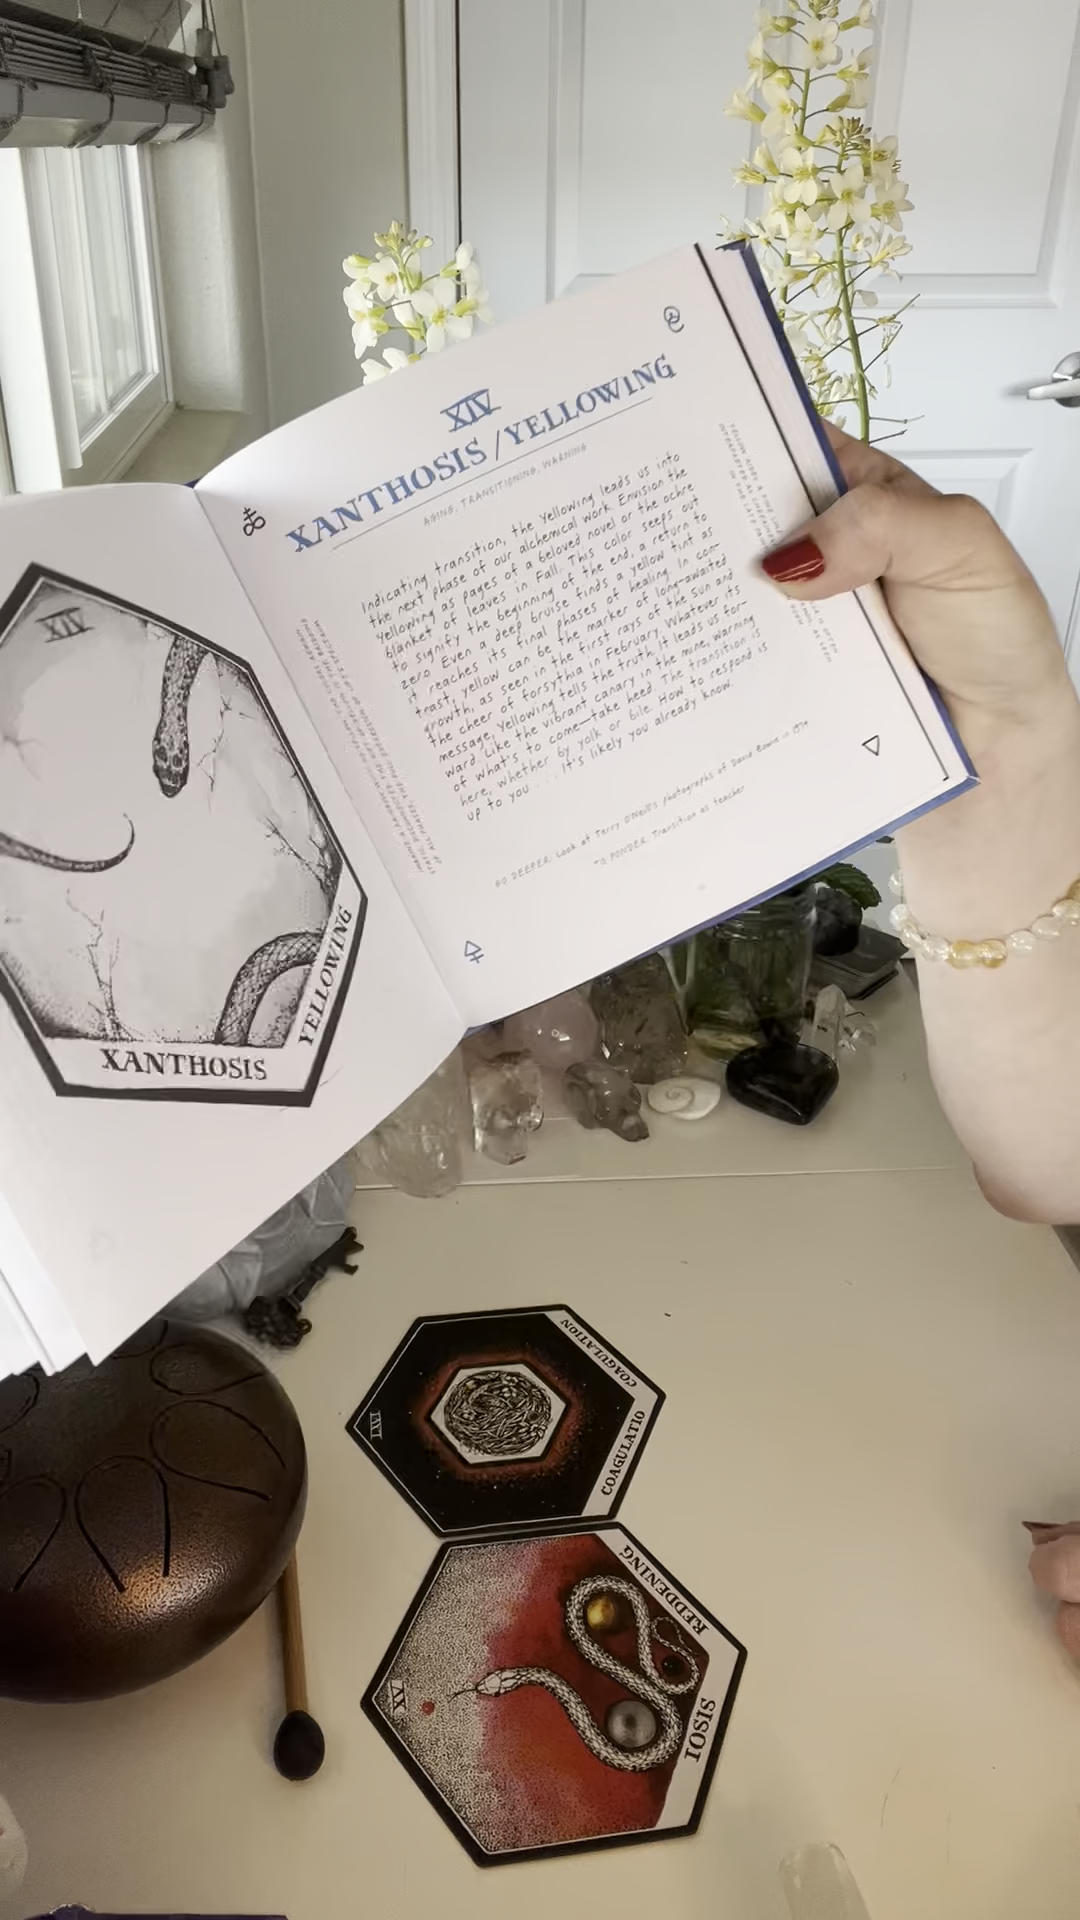 XIV
XANTHOSIS / YELLOWING
AGING, TRANSITIONING, WARNING
Indicating transition, the Yellowing leads us into
the next phase of our alchemical work. Envision the
yellowing as pages of a beloved novel or the ochre
blanket of leaves in Fall. This color seeps out
to signify the beginning of the end, a return to
zero. Even a deep bruise finds a yellow tint as
it reaches its final phases of healing. In con-
trast, yellow can be the marker of long-awaited
growth, as seen in the first rays of the sun and
the cheer of forsythia in February. Whatever its
message, Yellowing tells the truth, it leads us for-
ward. Like the vibrant canary in the mine, warning
of what's to come—take heed. The transition is
here, whether by yolk or bile. How to respond is
up to you . . . It's likely you already know.
GO DEEPER: Look at Terry O'Neill's photographs of David Bowie in 1974
TO PONDER: Transition as teacher
XIV
YELLOWING
XANTHOSIS
COAGULATION
COAGULATIO
REDDENING
IOSIS
XV